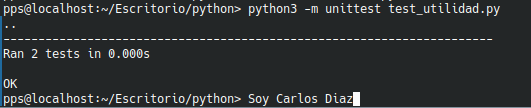 pps@localhost:~/Escritorio/python> python3 -m unittest test_utilidad.py
..
----------------------------------------------------------------------
Ran 2 tests in 0.000s
OK
pps@localhost:~/Escritorio/python> Soy Carlos Diaz